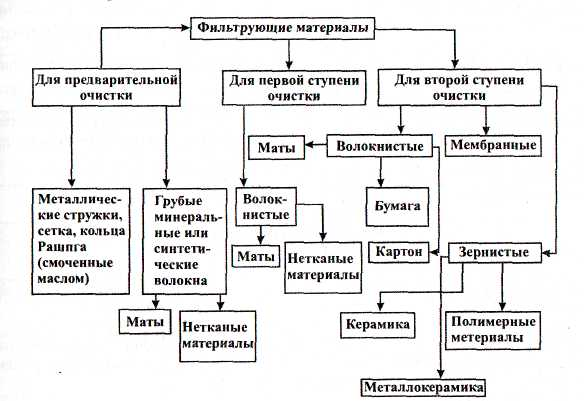 Фильтрующие материалы
Для предварительной
очистки
Для первой ступени
очистки
Для второй ступени
очистки
Маты
Волокнистые
Мембранные
Металличес-
кие стружки,
сетка, кольца
Рашпга
(смоченные
маслом)
Грубые
минераль-
ные или
синтети-
ческие
волокна
Волок-
нистые
Бумага
Маты
Нетканые
материалы
Картон
Зернистые
Маты
Нетканые
материалы
Керамика
Полимерные
метериалы
Металлокерамика